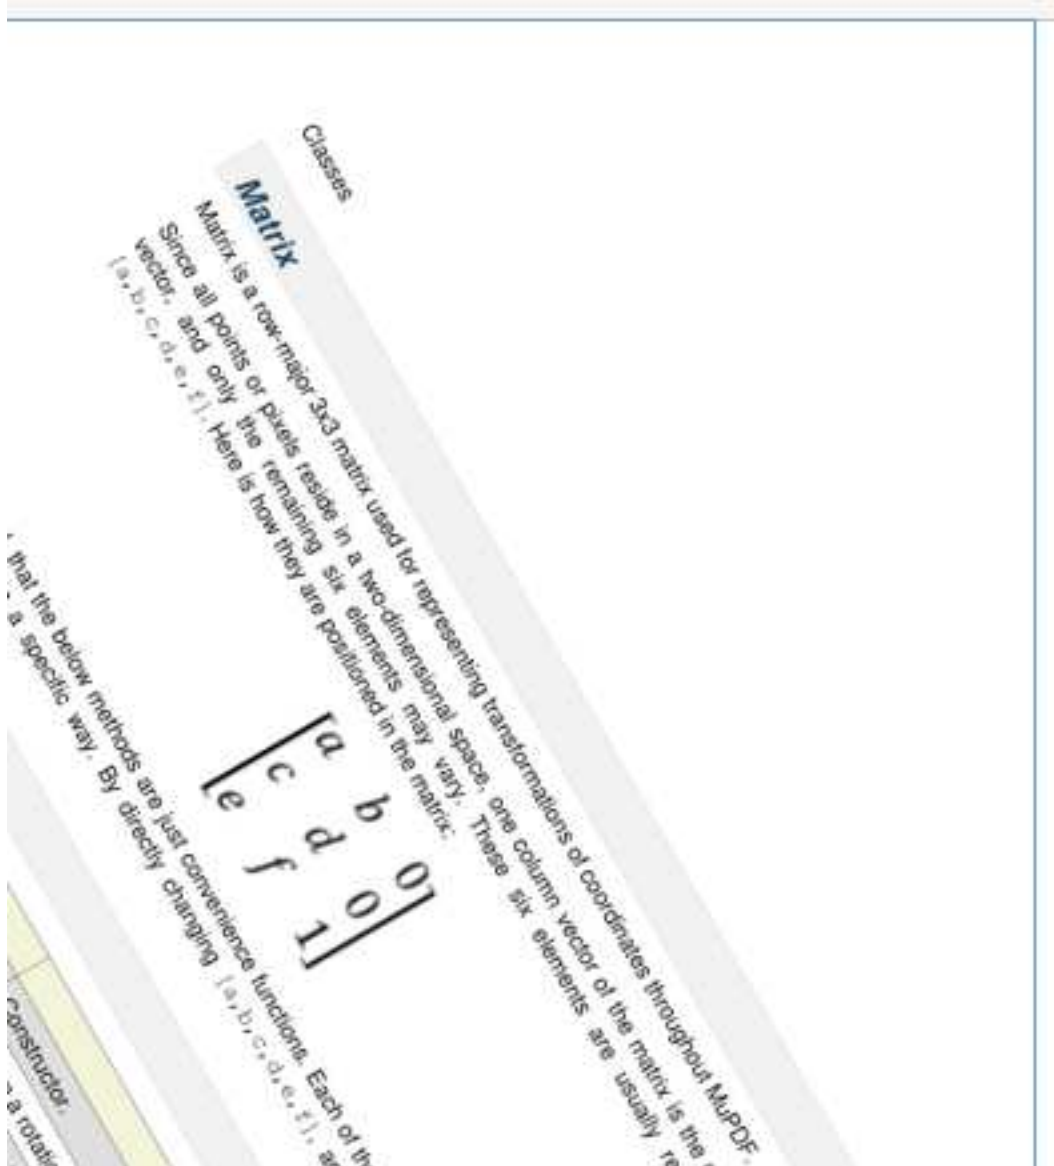 Classes
Matrix
Matrix is a row-major 3x3 matrix used for representing transformations of coordinates throughout MuPDF.
Since all points or pixels reside in a two-dimensional space, one column vector of the matrix is the
vector, and only the remaining six elements may vary. These six elements are usually
[a,b,c,d,e,f]. Here is how they are positioned in the matrix:
a b 0
c d 0
e f 1
that the below methods are just convenience functions. Each of
a specific way. By directly changing [a,b,c,d,e,f],
Constructor.
a